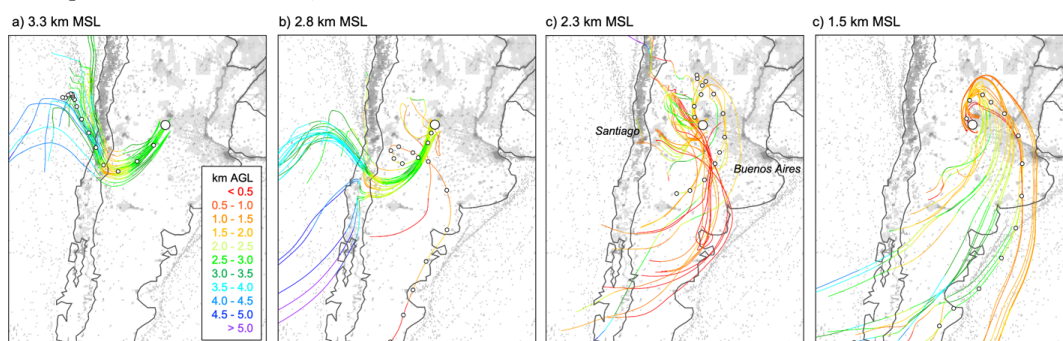 a) 3.3 km MSL
b) 2.8 km MSL
c) 2.3 km MSL
c) 1.5 km MSL
km AGL
< 0.5
0.5 - 1.0
1.0 - 1.5
1.5 - 2.0
2.0 - 2.5
2.5 - 3.0
3.0 - 3.5
3.5 - 4.0
4.0 - 4.5
4.5 - 5.0
> 5.0
Santiago
Buenos Aires